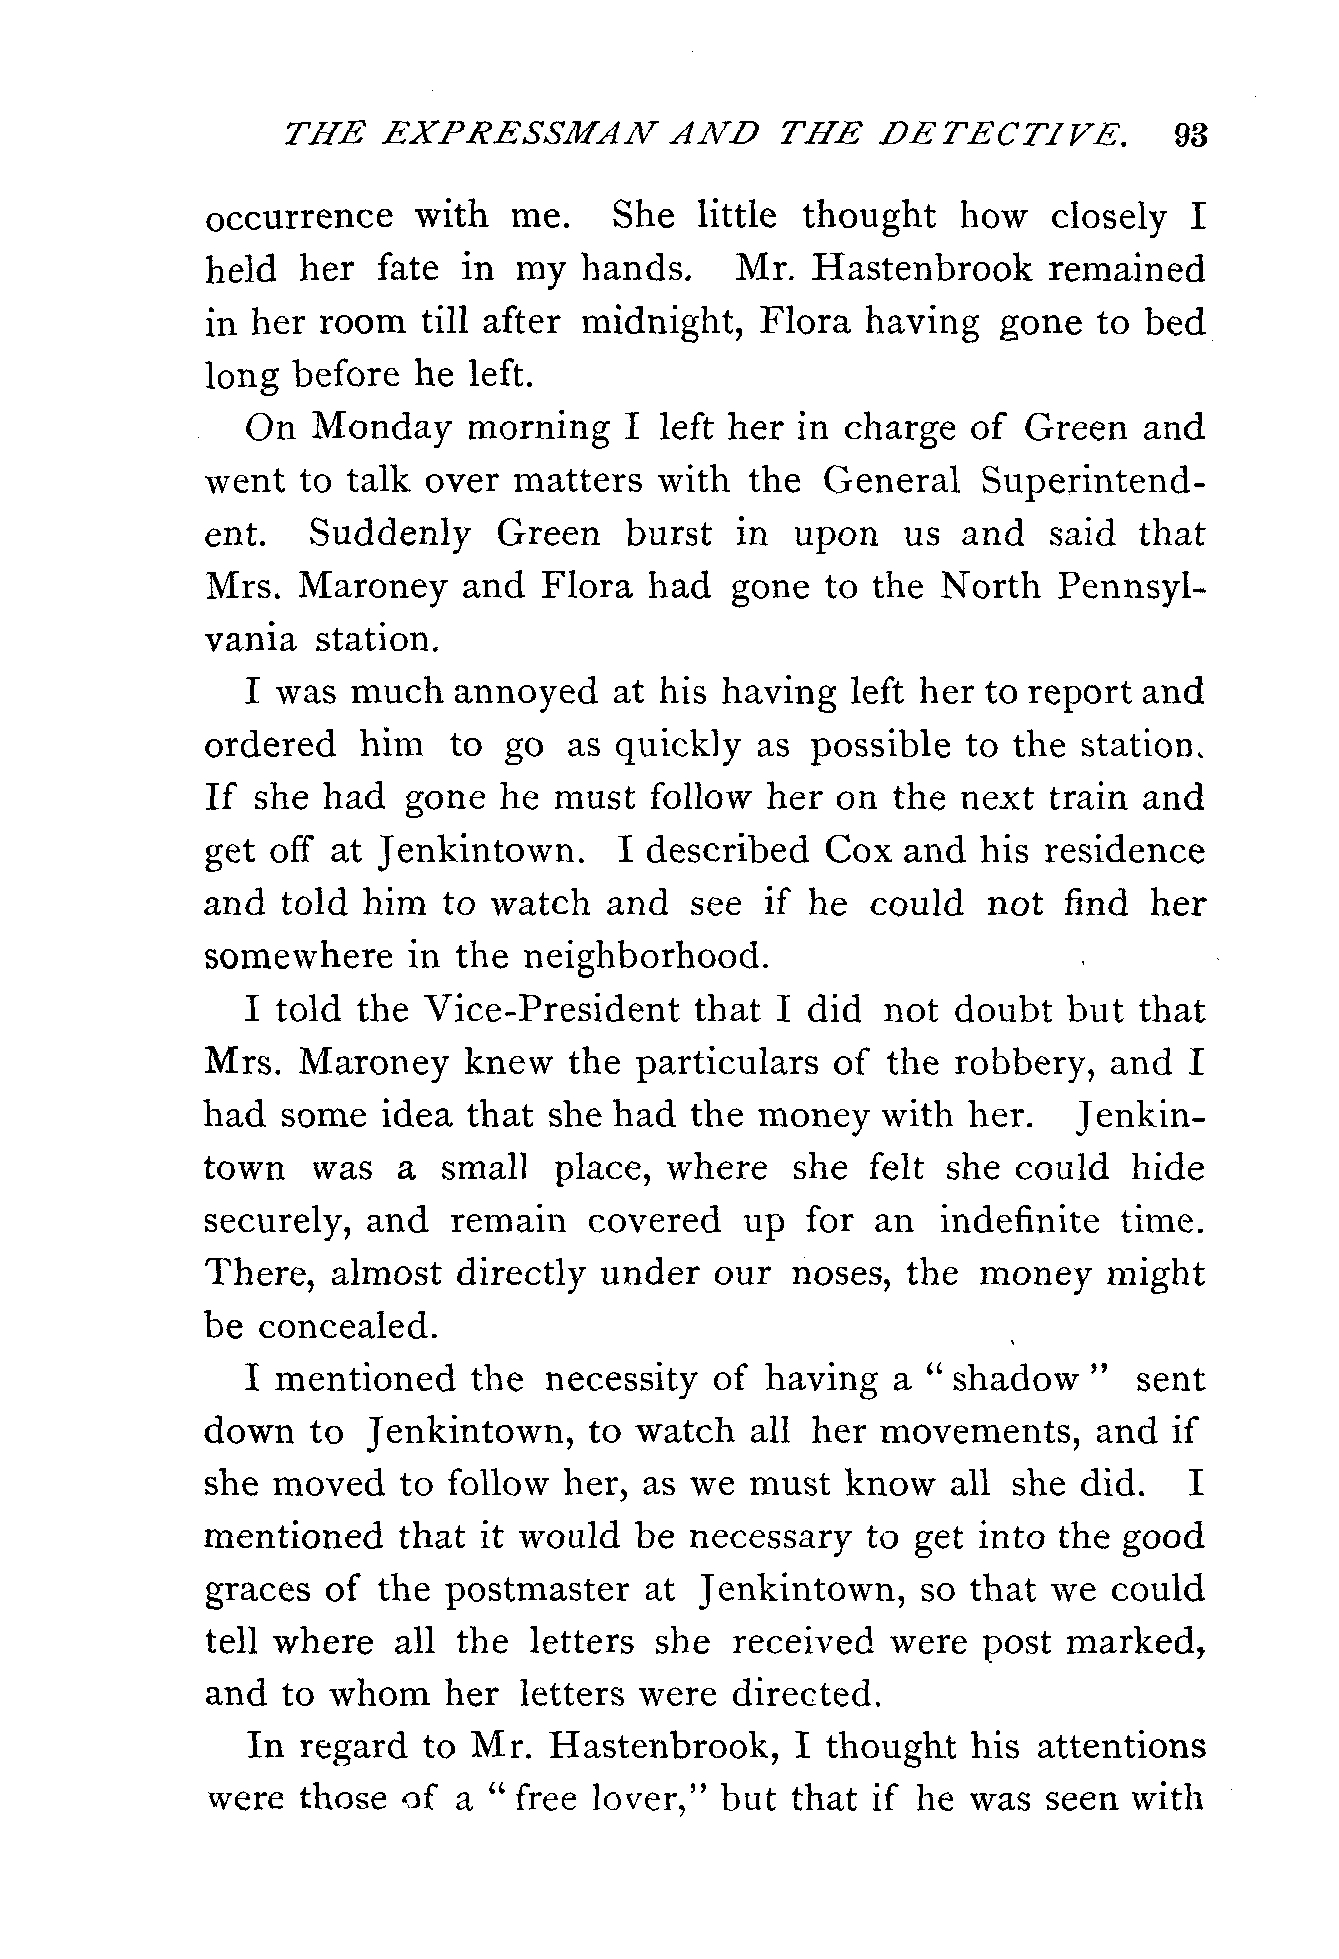 THE EXPRESSMAN AND THE DETECTIVE. 93
occurrence with me. She little thought how closely I
held her fate in my hands. Mr. Hastenbrook remained
in her room till after midnight, Flora having gone to bed
long before he left.
On Monday morning I left her in charge of Green and
went to talk over matters with the General Superintend-
ent. Suddenly Green burst in upon us and said that
Mrs. Maroney and Flora had gone to the North Pennsyl-
vania station.
I was much annoyed at his having left her to report and
ordered him to go as quickly as possible to the station.
If she had gone he must follow her on the next train and
get off at Jenkintown. I described Cox and his residence
and told him to watch and see if he could not find her
somewhere in the neighborhood.
I told the Vice-President that I did not doubt but that
Mrs. Maroney knew the particulars of the robbery, and I
had some idea that she had the money with her. Jenkin-
town was a small place, where she felt she could hide
securely, and remain covered up for an indefinite time.
There, almost directly under our noses, the money might
be concealed.
I mentioned the necessity of having a " shadow " sent
down to Jenkintown, to watch all her movements, and if
she moved to follow her, as we must know all she did. I
mentioned that it would be necessary to get into the good
graces of the postmaster at Jenkintown, so that we could
tell where all the letters she received were post marked,
and to whom her letters were directed.
In regard to Mr. Hastenbrook, I thought his attentions
were those of a " free lover," but that if he was seen with